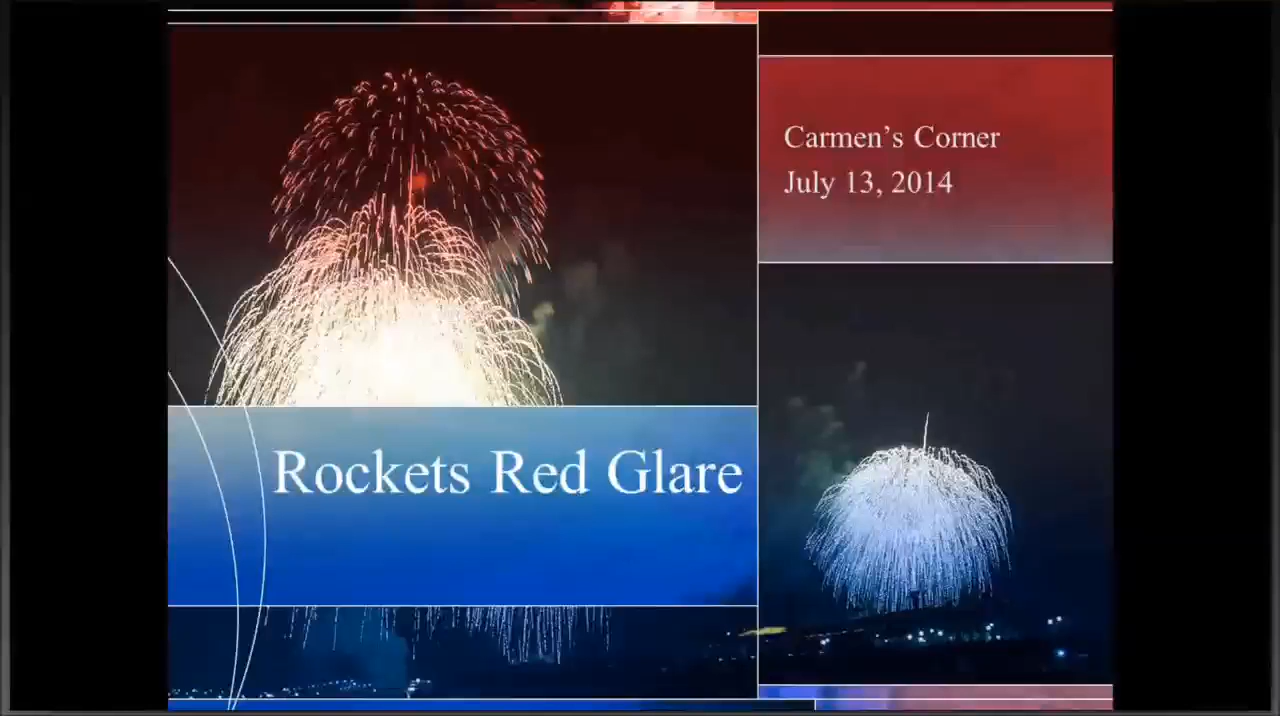 Carmen’s Corner
July 13, 2014
Rockets Red Glare